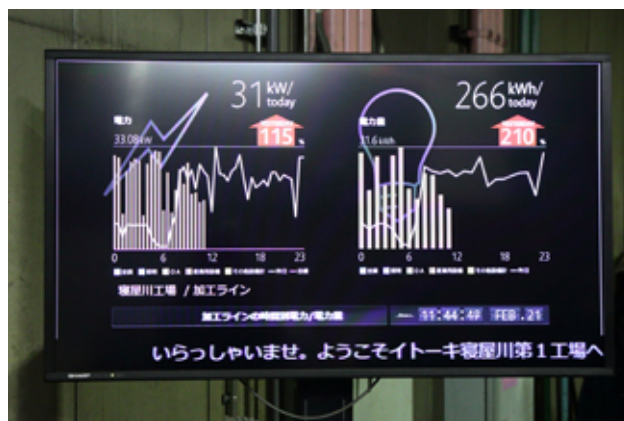 31 kW/
today
電力
33.08kW
115 %
0 6 12 18 23
266 kWh/
today
電力量
31.6 kWh
210 %
0 6 12 18 23
寝屋川工場 / 加工ライン
加工ラインの時間別電力/電力量
11:44:49 FEB.21
いらっしゃいませ。ようこそイトーキ寝屋川第1工場へ
SHARP